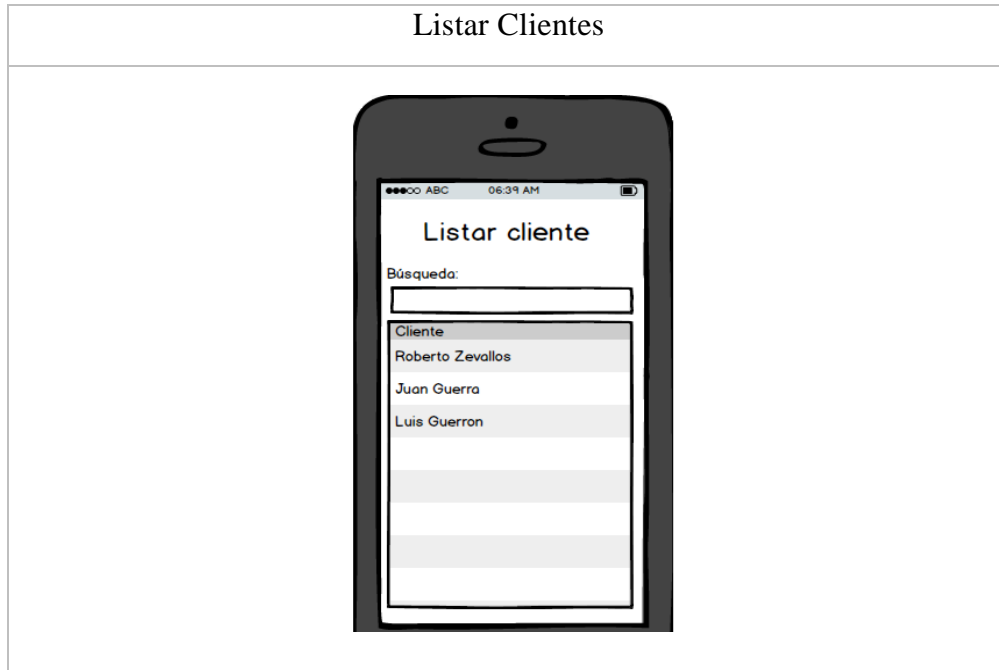 Listar Clientes
ABC 06:39 AM
Listar cliente
Búsqueda:
Cliente
Roberto Zevallos
Juan Guerra
Luis Guerron